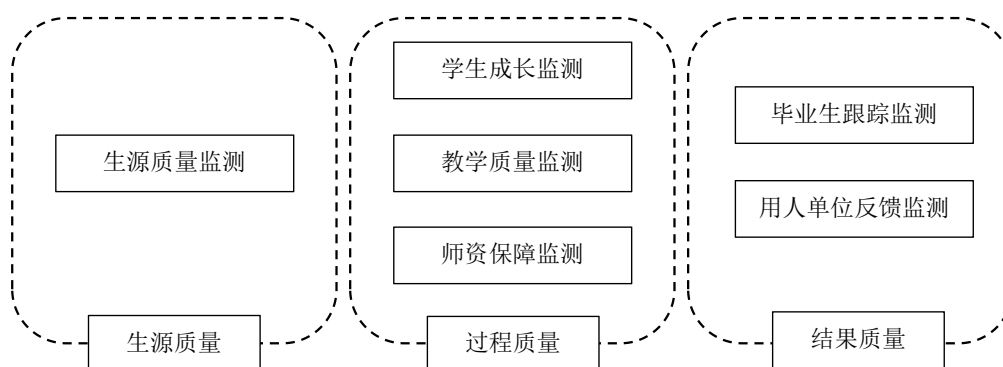 生源质量监测
生源质量
学生成长监测
教学质量监测
师资保障监测
过程质量
毕业生跟踪监测
用人单位反馈监测
结果质量